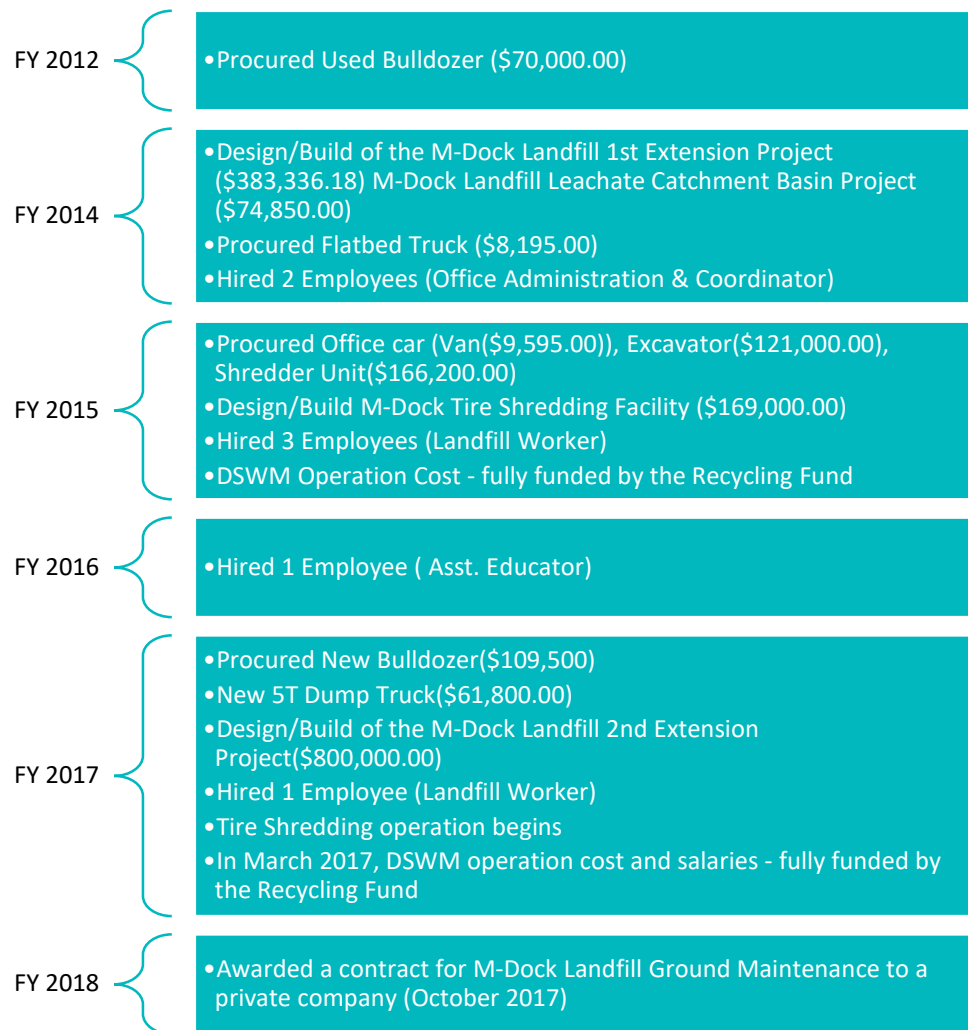 FY 2012
•Procured Used Bulldozer ($70,000.00)
FY 2014
•Design/Build of the M-Dock Landfill 1st Extension Project
($383,336.18) M-Dock Landfill Leachate Catchment Basin Project
($74,850.00)
•Procured Flatbed Truck ($8,195.00)
•Hired 2 Employees (Office Administration & Coordinator)
FY 2015
•Procured Office car (Van($9,595.00)), Excavator($121,000.00),
Shredder Unit($166,200.00)
•Design/Build M-Dock Tire Shredding Facility ($169,000.00)
•Hired 3 Employees (Landfill Worker)
•DSWM Operation Cost - fully funded by the Recycling Fund
FY 2016
•Hired 1 Employee ( Asst. Educator)
FY 2017
•Procured New Bulldozer($109,500)
•New 5T Dump Truck($61,800.00)
•Design/Build of the M-Dock Landfill 2nd Extension
Project($800,000.00)
•Hired 1 Employee (Landfill Worker)
•Tire Shredding operation begins
•In March 2017, DSWM operation cost and salaries - fully funded by
the Recycling Fund
FY 2018
•Awarded a contract for M-Dock Landfill Ground Maintenance to a
private company (October 2017)